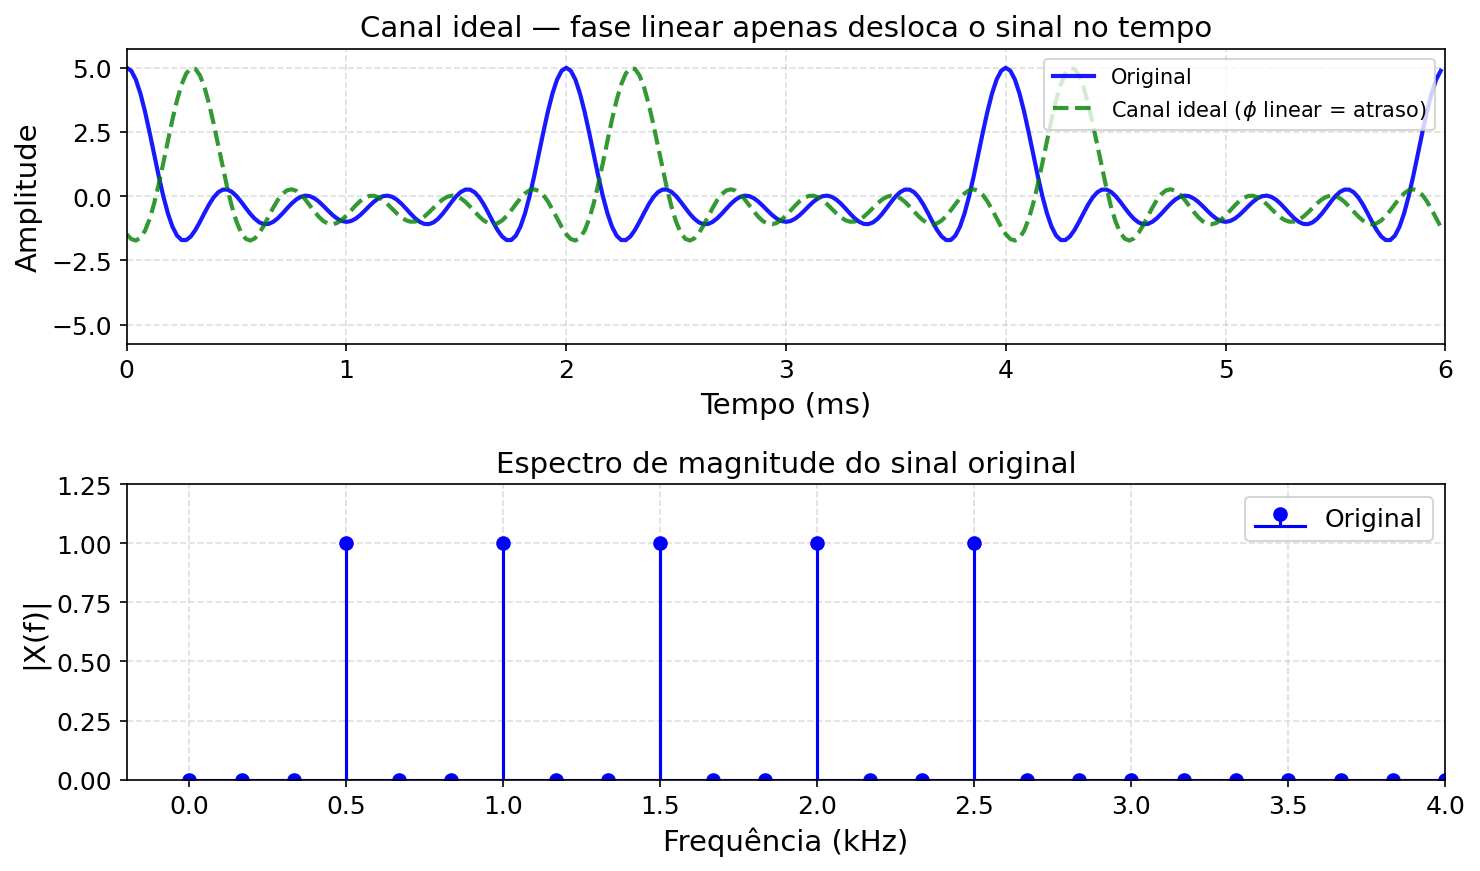 Canal ideal — fase linear apenas desloca o sinal no tempo
Amplitude
5.0
2.5
0.0
−2.5
−5.0
Original
Canal ideal (ϕ linear = atraso)
0 1 2 3 4 5 6
Tempo (ms)
Espectro de magnitude do sinal original
|X(f)|
1.25
1.00
0.75
0.50
0.25
0.00
Original
0.0 0.5 1.0 1.5 2.0 2.5 3.0 3.5 4.0
Frequência (kHz)